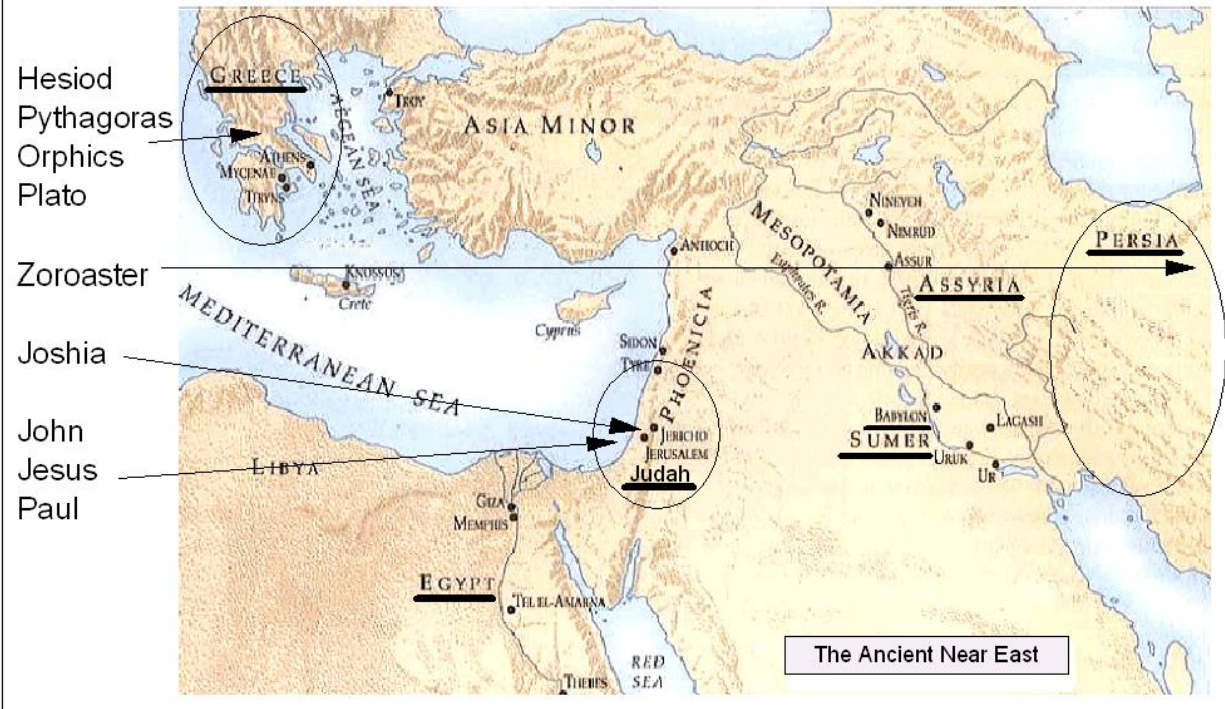 Hesiod
Pythagoras
Orphics
Plato
Zoroaster
Joshia
John
Jesus
Paul
GREECE
AEGEAN SEA
TROY
ATHENS
MYCENAE
TIRYNS
ASIA MINOR
KNOSSUS
Crete
MEDITERRANEAN SEA
Cyprus
ANTIOCH
PHOENICIA
SIDON
TYRE
JERICHO
JERUSALEM
Judah
MESOPOTAMIA
Euphrates R.
Tigris R.
NINEVEH
NIMRUD
ASSUR
ASSYRIA
PERSIA
AKKAD
BABYLON
LAGASH
SUMER
URUK
UR
LIBYA
GIZA
MEMPHIS
EGYPT
TEL EL-AMARNA
THEBES
RED
SEA
The Ancient Near East